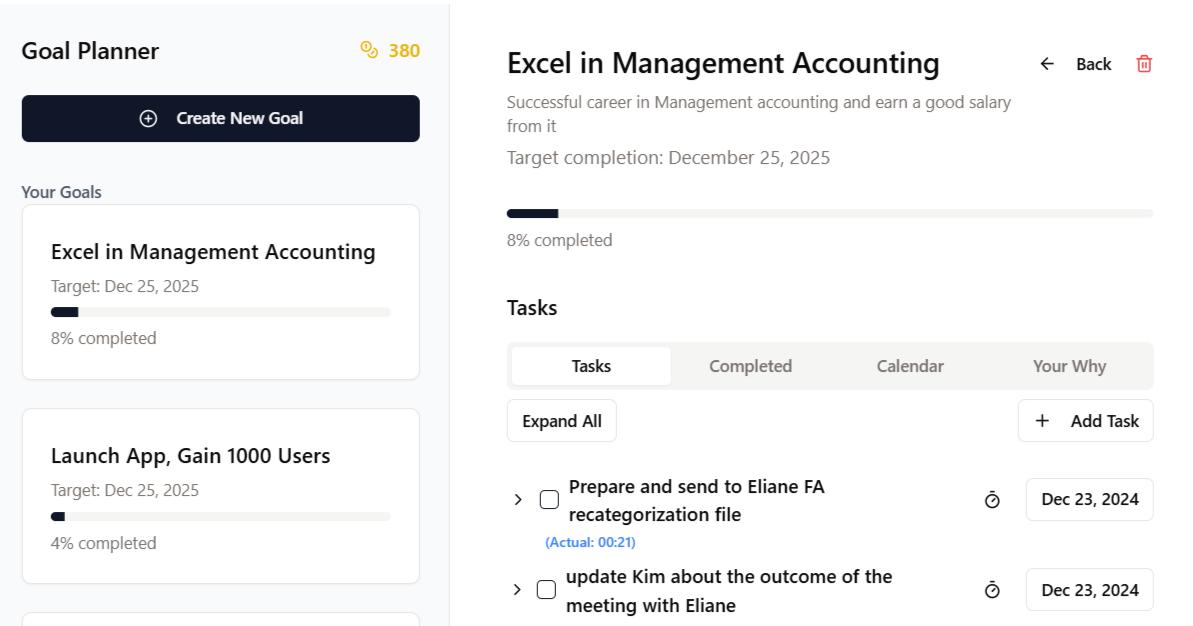 Goal Planner
380
Create New Goal
Your Goals
Excel in Management Accounting
Target: Dec 25, 2025
8% completed
Launch App, Gain 1000 Users
Target: Dec 25, 2025
4% completed
Excel in Management Accounting
Back
Successful career in Management accounting and earn a good salary
from it
Target completion: December 25, 2025
8% completed
Tasks
Tasks
Completed
Calendar
Your Why
Expand All
Add Task
Prepare and send to Eliane FA
recategorization file
Dec 23, 2024
(Actual: 00:21)
update Kim about the outcome of the
meeting with Eliane
Dec 23, 2024